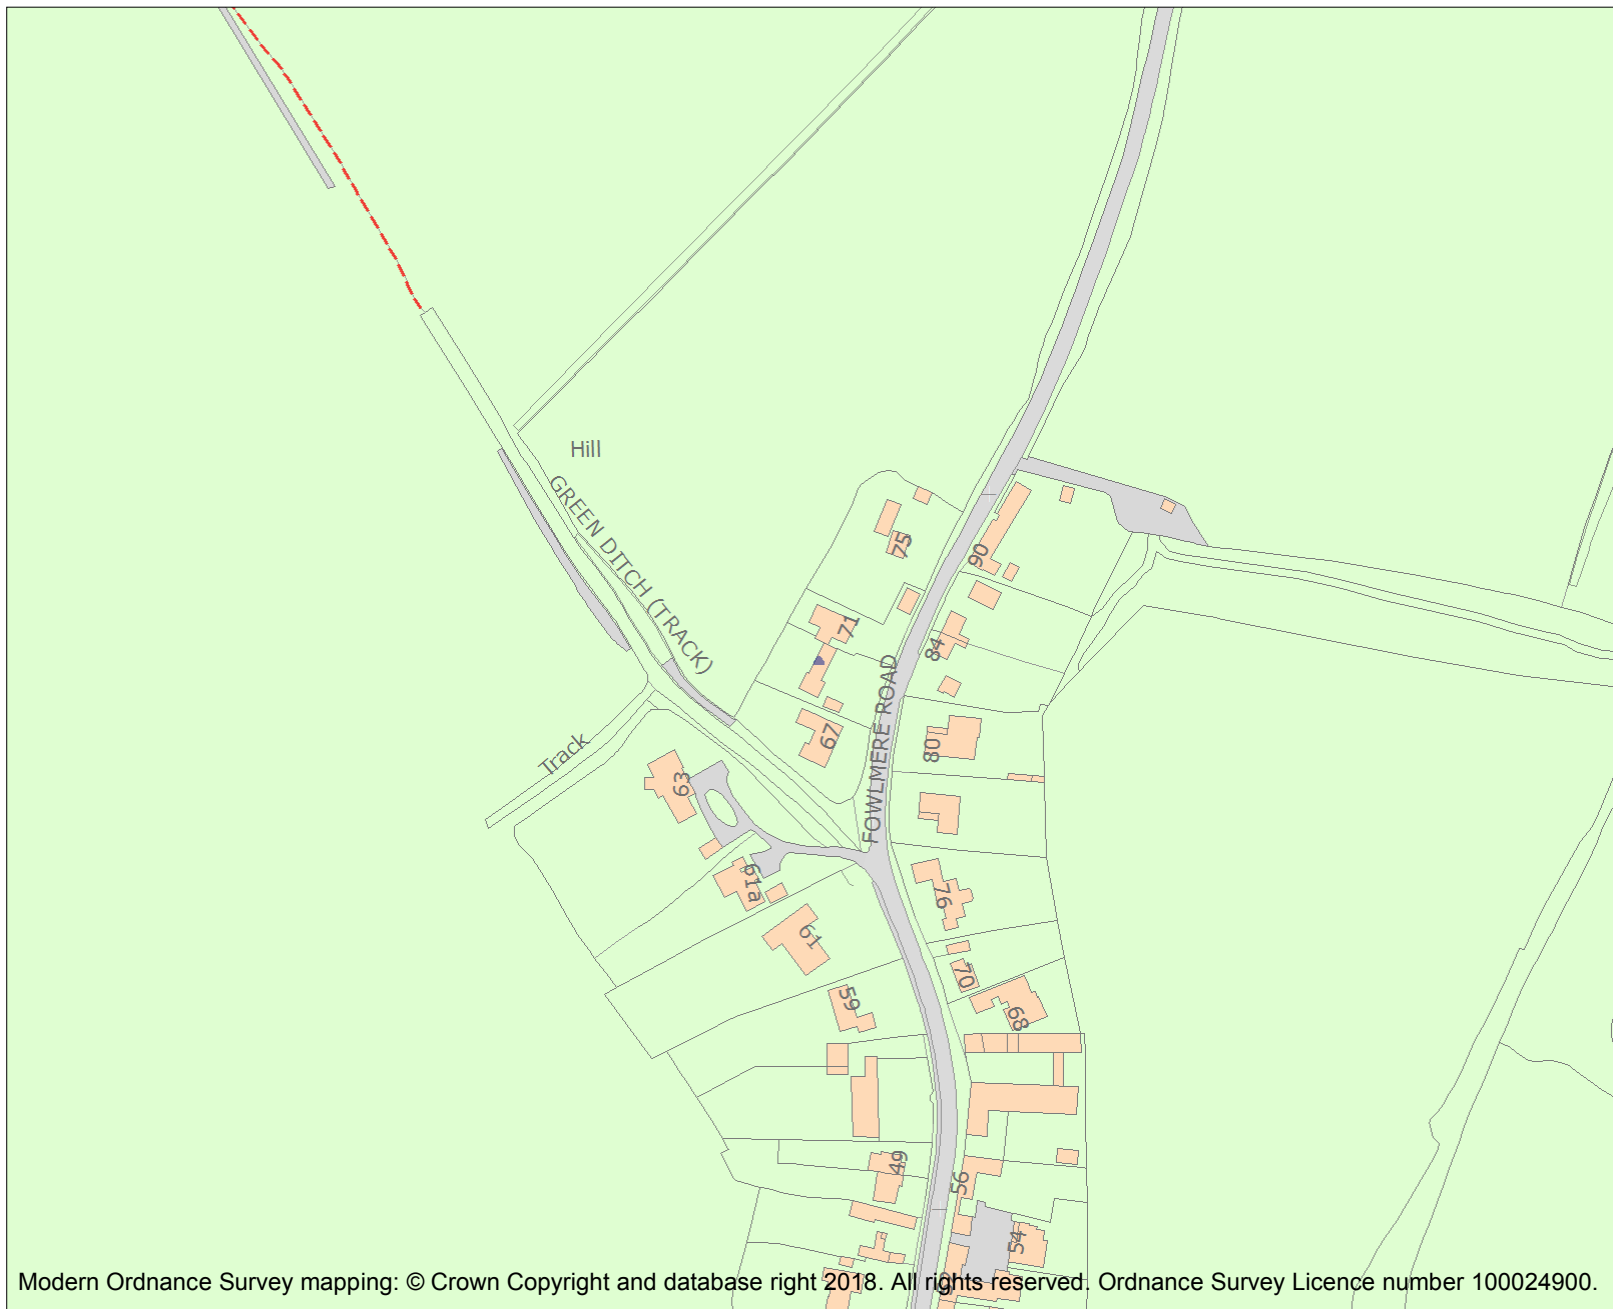 Hill
GREEN DITCH (TRACK)
75
90
71
84
FOWLMERE ROAD
67
80
Track
63
61a
76
61
70
59
68
49
56
54
Modern Ordnance Survey mapping: © Crown Copyright and database right 2018. All rights reserved. Ordnance Survey Licence number 100024900.